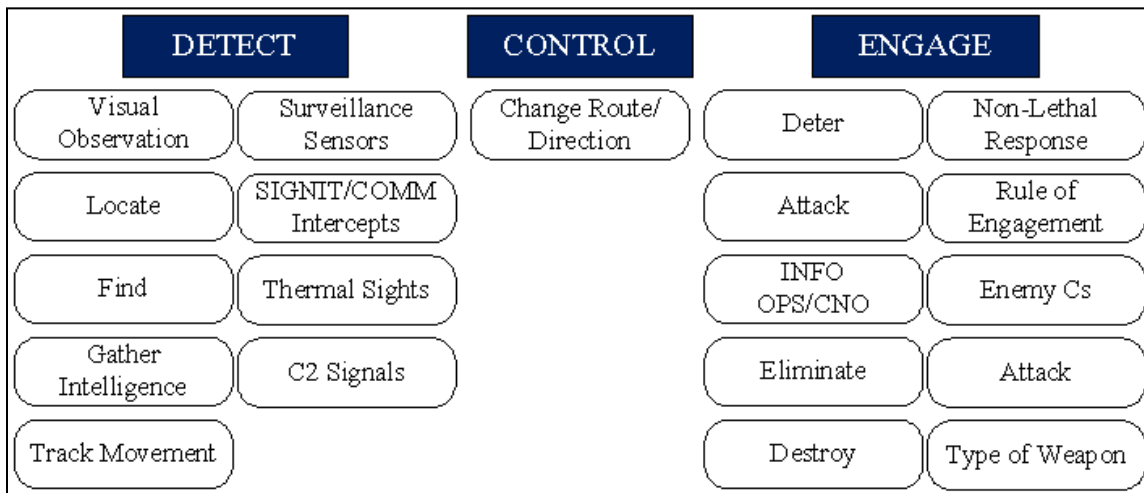 DETECT
CONTROL
ENGAGE
Visual
Observation
Surveillance
Sensors
Change Route/
Direction
Deter
Non-Lethal
Response
Locate
SIGNIT/COMM
Intercepts
Attack
Rule of
Engagement
Find
Thermal Sights
INFO
OPS/CNO
Enemy Cs
Gather
Intelligence
C2 Signals
Eliminate
Attack
Track Movement
Destroy
Type of Weapon